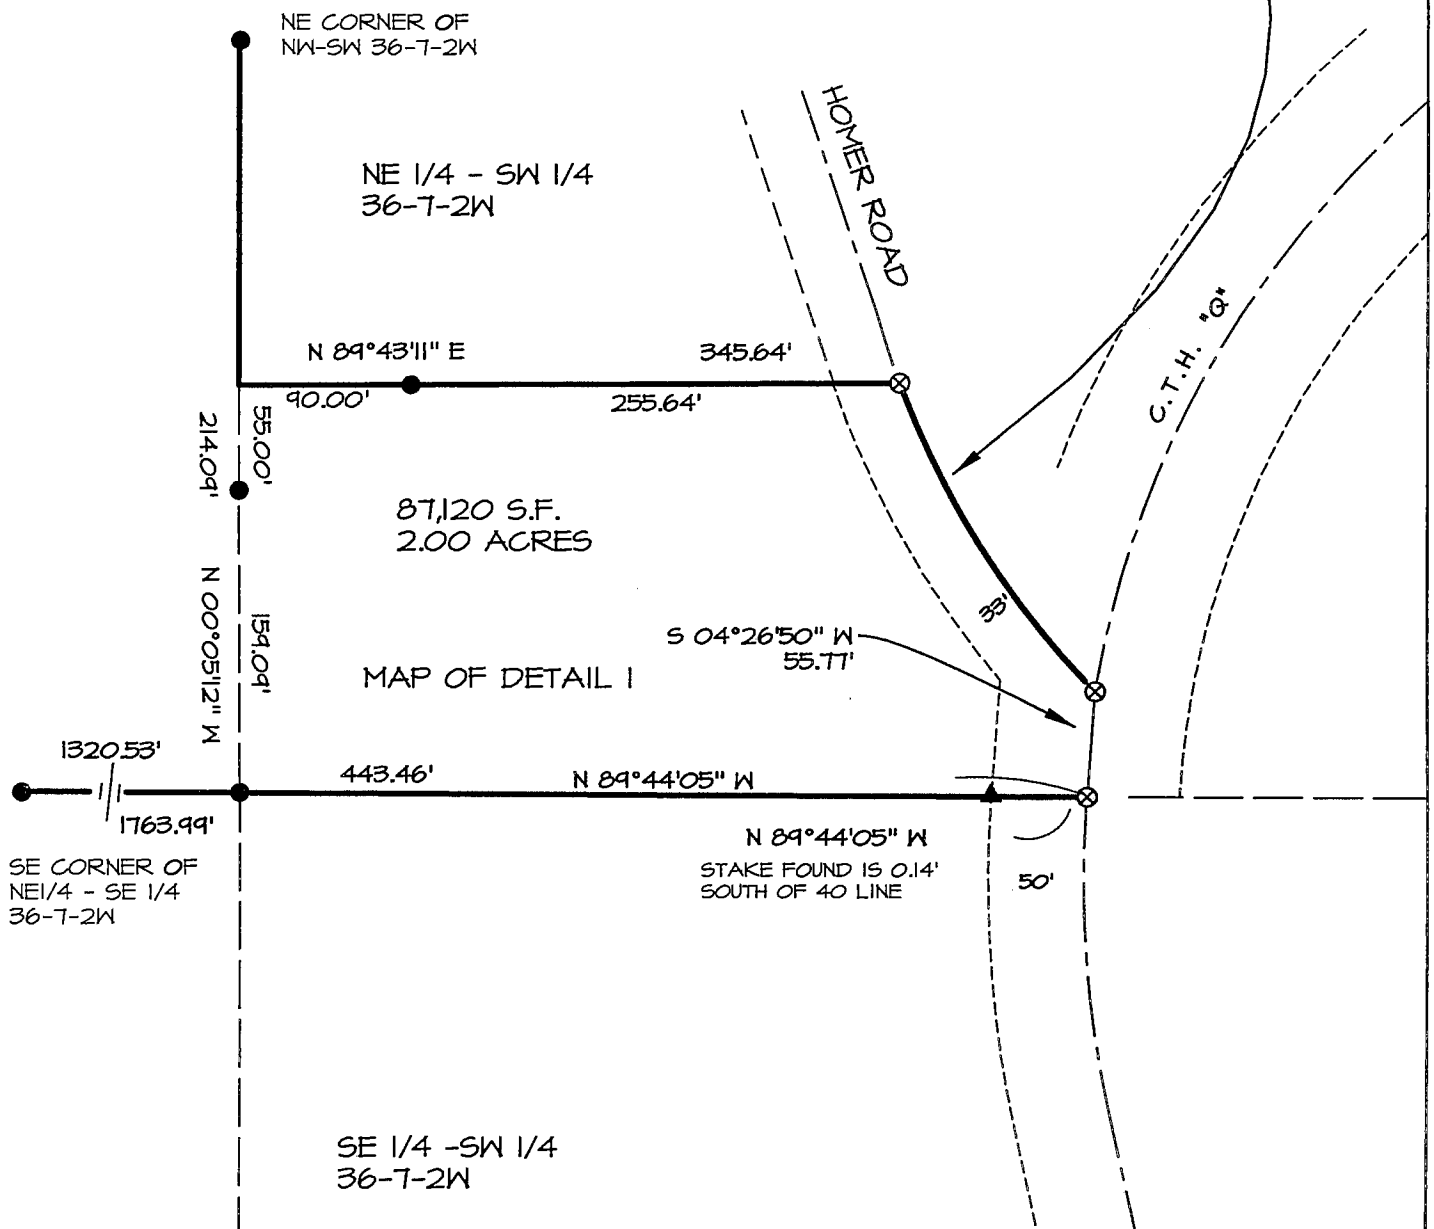 NE CORNER OF
NW-SW 36-7-2W
HOMER ROAD
NE 1/4 - SW 1/4
36-7-2W
C.T.H. "Q"
N 89°43'11" E
345.64'
90.00'
255.64'
55.00'
214.09'
87,120 S.F.
2.00 ACRES
N 00°05'12" W
159.09'
33'
S 04°26'50" W
55.77'
MAP OF DETAIL 1
1320.53'
443.46'
N 89°44'05" W
1763.99'
N 89°44'05" W
STAKE FOUND IS 0.14'
SOUTH OF 40 LINE
50'
SE CORNER OF
NE1/4 - SE 1/4
36-7-2W
SE 1/4 -SW 1/4
36-7-2W